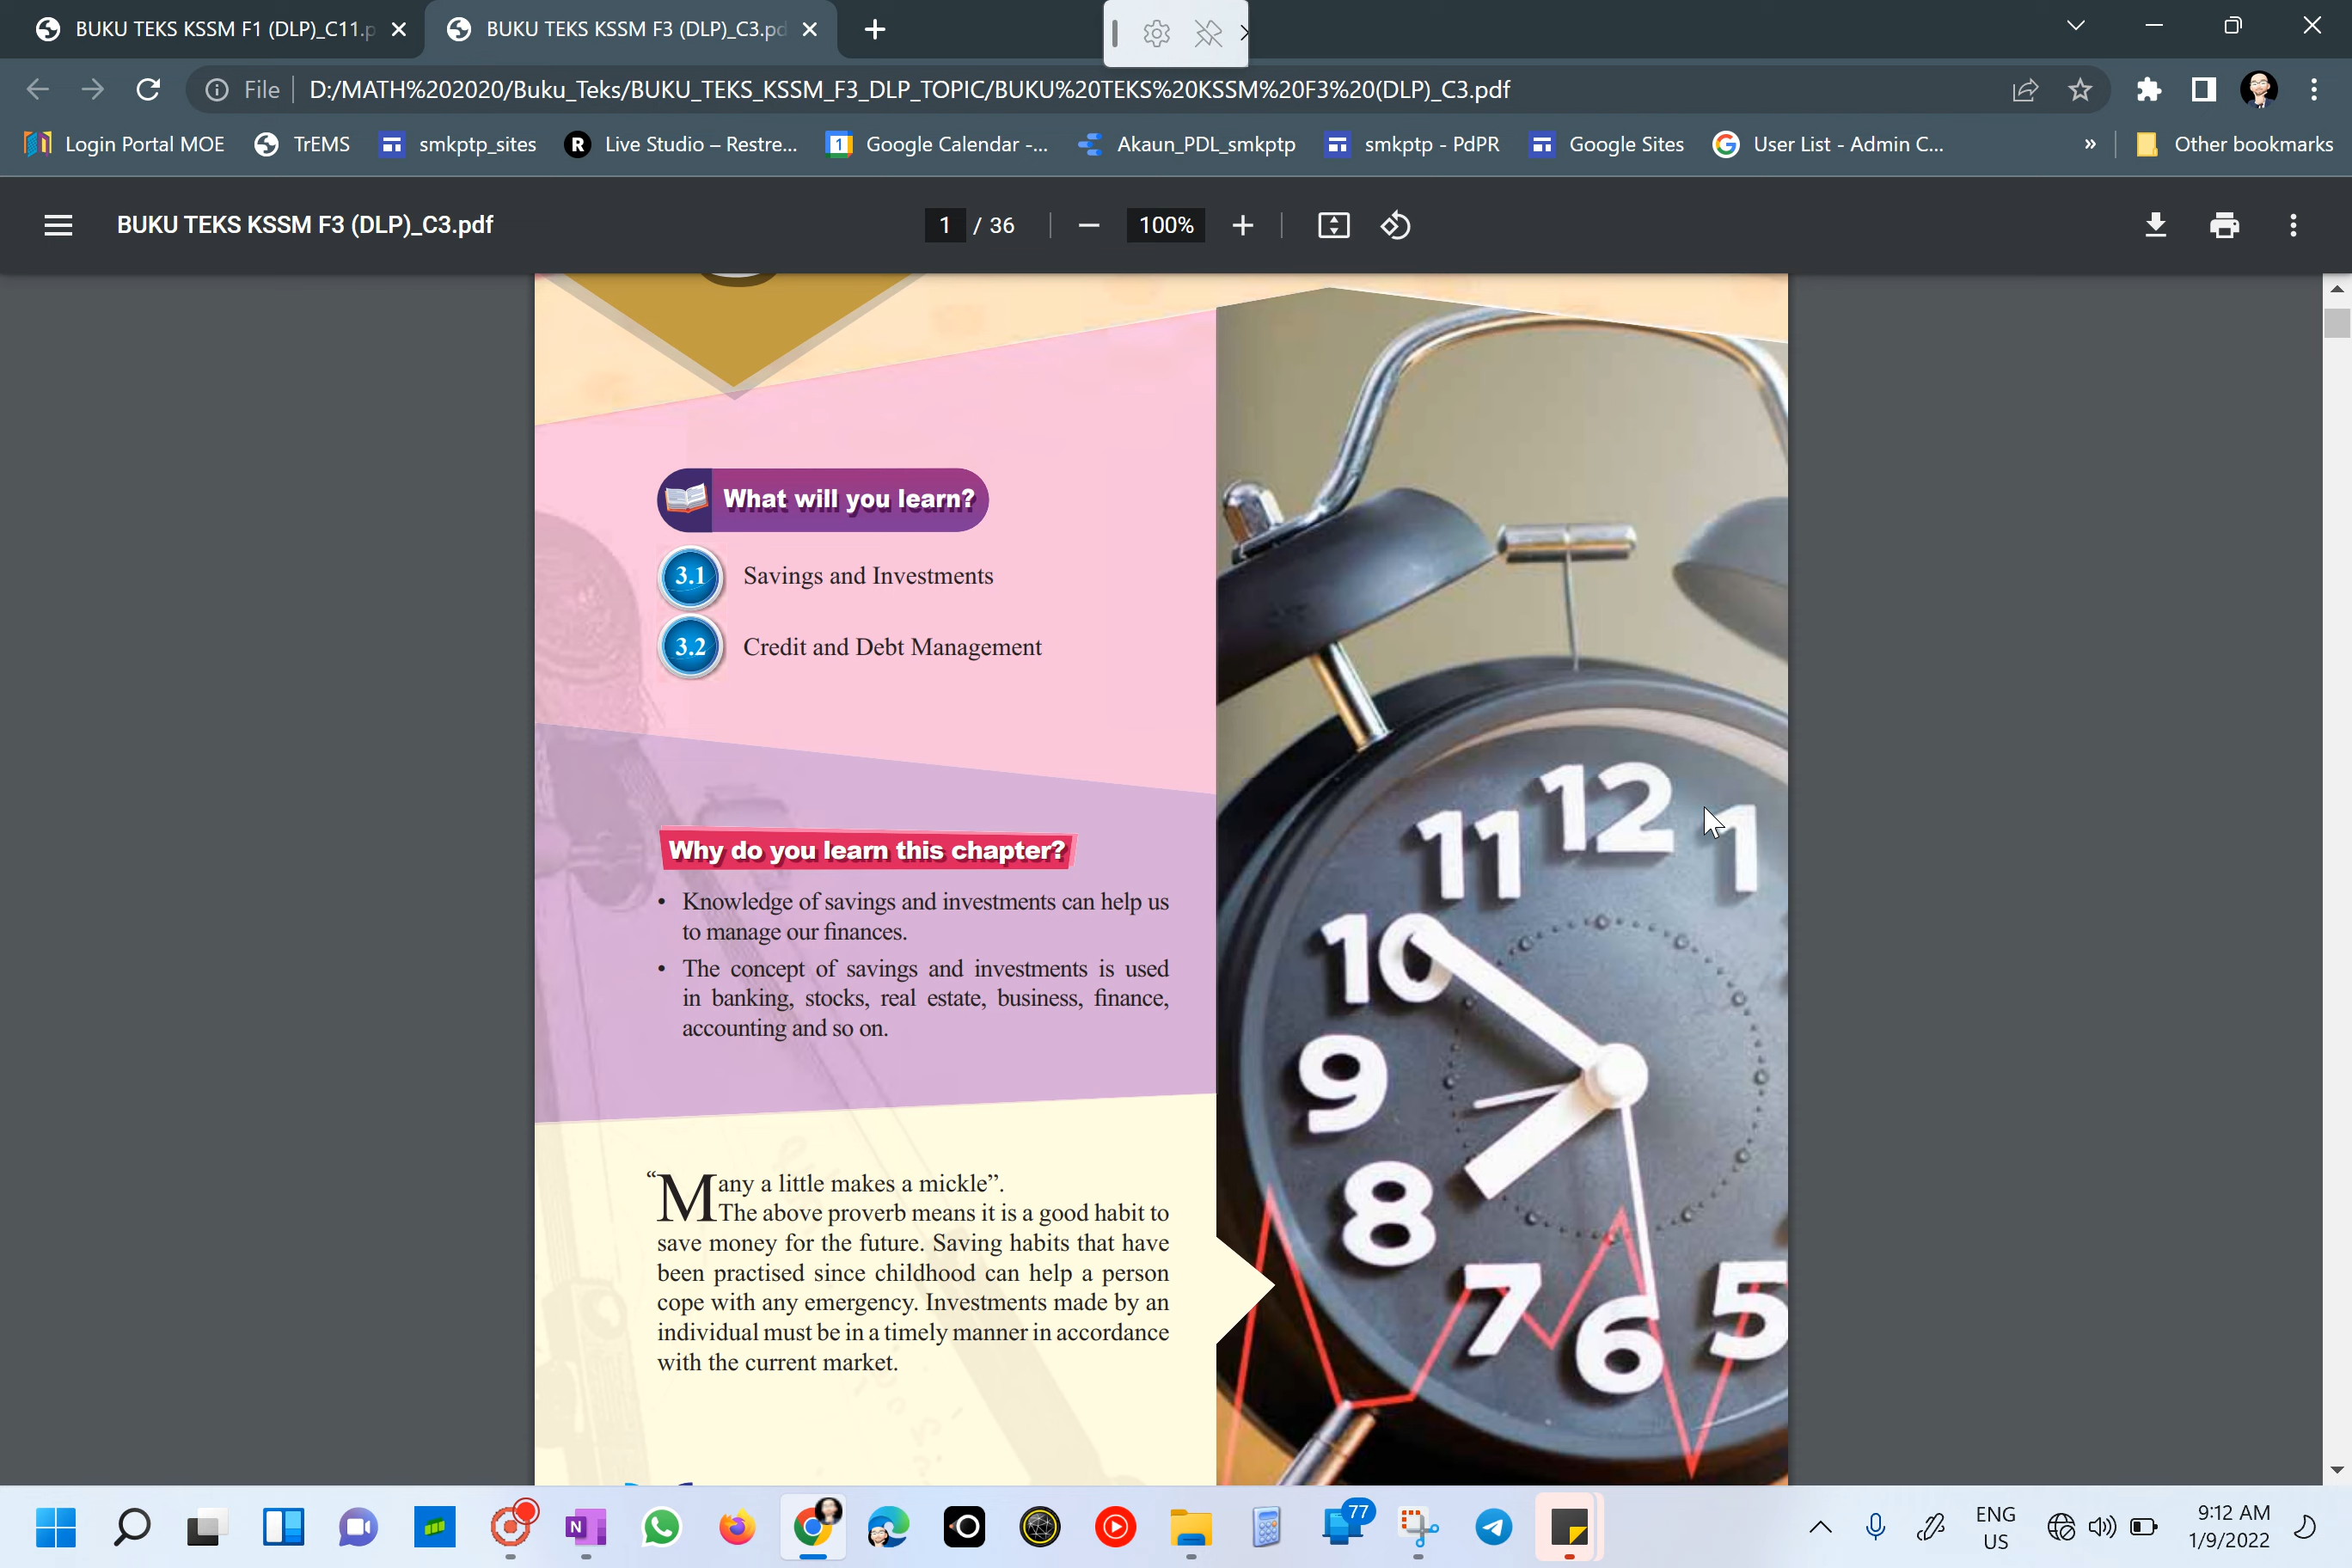 BUKU TEKS KSSM F1 (DLP)_C11.p
BUKU TEKS KSSM F3 (DLP)_C3.pd
File
D:/MATH%202020/Buku_Teks/BUKU_TEKS_KSSM_F3_DLP_TOPIC/BUKU%20TEKS%20KSSM%20F3%20(DLP)_C3.pdf
Login Portal MOE
TrEMS
smkptp_sites
R
Live Studio – Restre...
1
Google Calendar -...
Akaun_PDL_smkptp
smkptp - PdPR
Google Sites
User List - Admin C...
»
Other bookmarks
BUKU TEKS KSSM F3 (DLP)_C3.pdf
1 / 36
100%
What will you learn?
3.1 Savings and Investments
3.2 Credit and Debt Management
Why do you learn this chapter?
• Knowledge of savings and investments can help us
to manage our finances.
• The concept of savings and investments is used
in banking, stocks, real estate, business, finance,
accounting and so on.
“Many a little makes a mickle”.
The above proverb means it is a good habit to
save money for the future. Saving habits that have
been practised since childhood can help a person
cope with any emergency. Investments made by an
individual must be in a timely manner in accordance
with the current market.
12
11
1
10
9
8
7
6
5
N
77
ENG
US
9:12 AM
1/9/2022